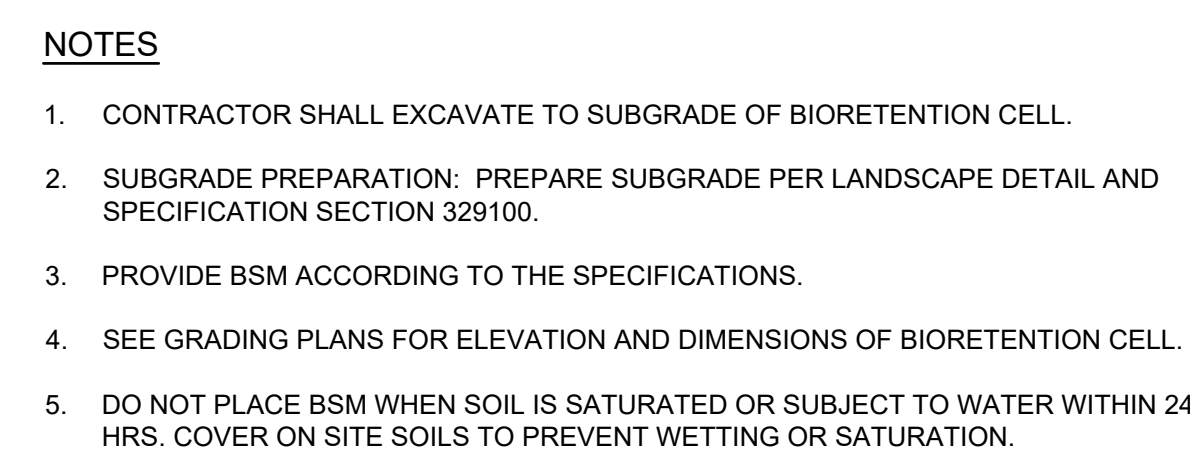 NOTES
1. CONTRACTOR SHALL EXCAVATE TO SUBGRADE OF BIORETENTION CELL.
2. SUBGRADE PREPARATION: PREPARE SUBGRADE PER LANDSCAPE DETAIL AND
SPECIFICATION SECTION 329100.
3. PROVIDE BSM ACCORDING TO THE SPECIFICATIONS.
4. SEE GRADING PLANS FOR ELEVATION AND DIMENSIONS OF BIORETENTION CELL.
5. DO NOT PLACE BSM WHEN SOIL IS SATURATED OR SUBJECT TO WATER WITHIN 24
HRS. COVER ON SITE SOILS TO PREVENT WETTING OR SATURATION.